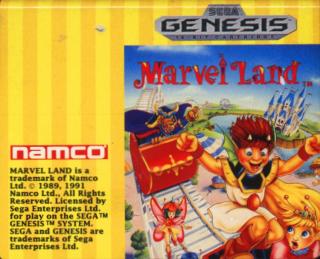 SEGA
GENESIS
16-BIT CARTRIDGE
Marvel Land™
namco
MARVEL LAND is a
trademark of Namco
Ltd. © 1989, 1991
Namco Ltd., All Rights
Reserved. Licensed by
Sega Enterprises Ltd.
for play on the SEGA™
GENESIS™ SYSTEM.
SEGA and GENESIS are
trademarks of Sega
Enterprises Ltd.